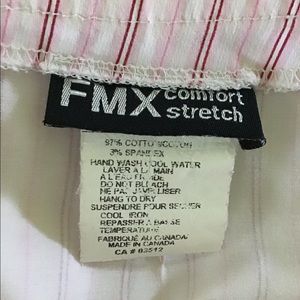 FMX comfort
stretch
97% COTTON/COTON
3% SPANDEX
HAND WASH COOL WATER
LAVER A LA MAIN
A L'EAU FROIDE
DO NOT BLEACH
NE PAS JAVELLISER
HANG TO DRY
SUSPENDRE POUR SECHER
COOL IRON
REPASSER A BASSE
TEMPERATURE
FABRIQUE AU CANADA
MADE IN CANADA
CA # 03512